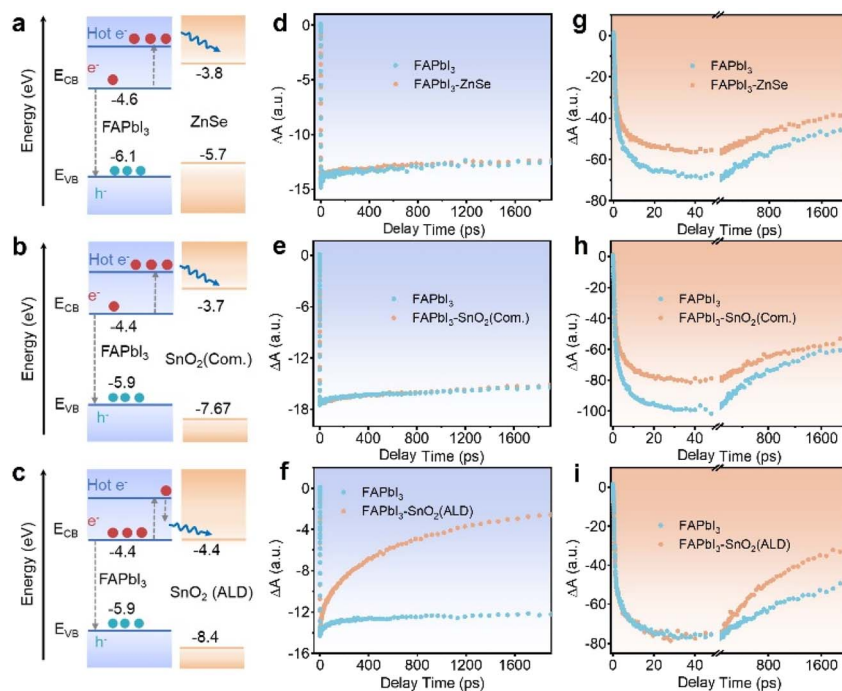 a
Energy (eV)
Hot e⁻
e⁻
E_CB
-4.6
-3.8
FAPbI₃
ZnSe
-6.1
-5.7
E_VB
h⁻
b
Energy (eV)
Hot e⁻
e⁻
E_CB
-4.4
-3.7
FAPbI₃
SnO₂(Com.)
-5.9
-7.67
E_VB
h⁻
c
Energy (eV)
Hot e⁻
e⁻
E_CB
-4.4
-4.4
FAPbI₃
SnO₂ (ALD)
-5.9
-8.4
E_VB
h⁻
d
ΔA (a.u.)
0
-5
-10
-15
FAPbI₃
FAPbI₃-ZnSe
0 400 800 1200 1600
Delay Time (ps)
e
ΔA (a.u.)
0
-6
-12
-18
FAPbI₃
FAPbI₃-SnO₂(Com.)
0 400 800 1200 1600
Delay Time (ps)
f
ΔA (a.u.)
0
-4
-8
-12
-16
FAPbI₃
FAPbI₃-SnO₂(ALD)
0 400 800 1200 1600
Delay Time (ps)
g
ΔA (a.u.)
0
-20
-40
-60
-80
FAPbI₃
FAPbI₃-ZnSe
0 20 40 800 1600
Delay Time (ps)
h
ΔA (a.u.)
0
-20
-40
-60
-80
-100
FAPbI₃
FAPbI₃-SnO₂(Com.)
0 20 40 800 1600
Delay Time (ps)
i
ΔA (a.u.)
0
-20
-40
-60
-80
FAPbI₃
FAPbI₃-SnO₂(ALD)
0 20 40 800 1600
Delay Time (ps)